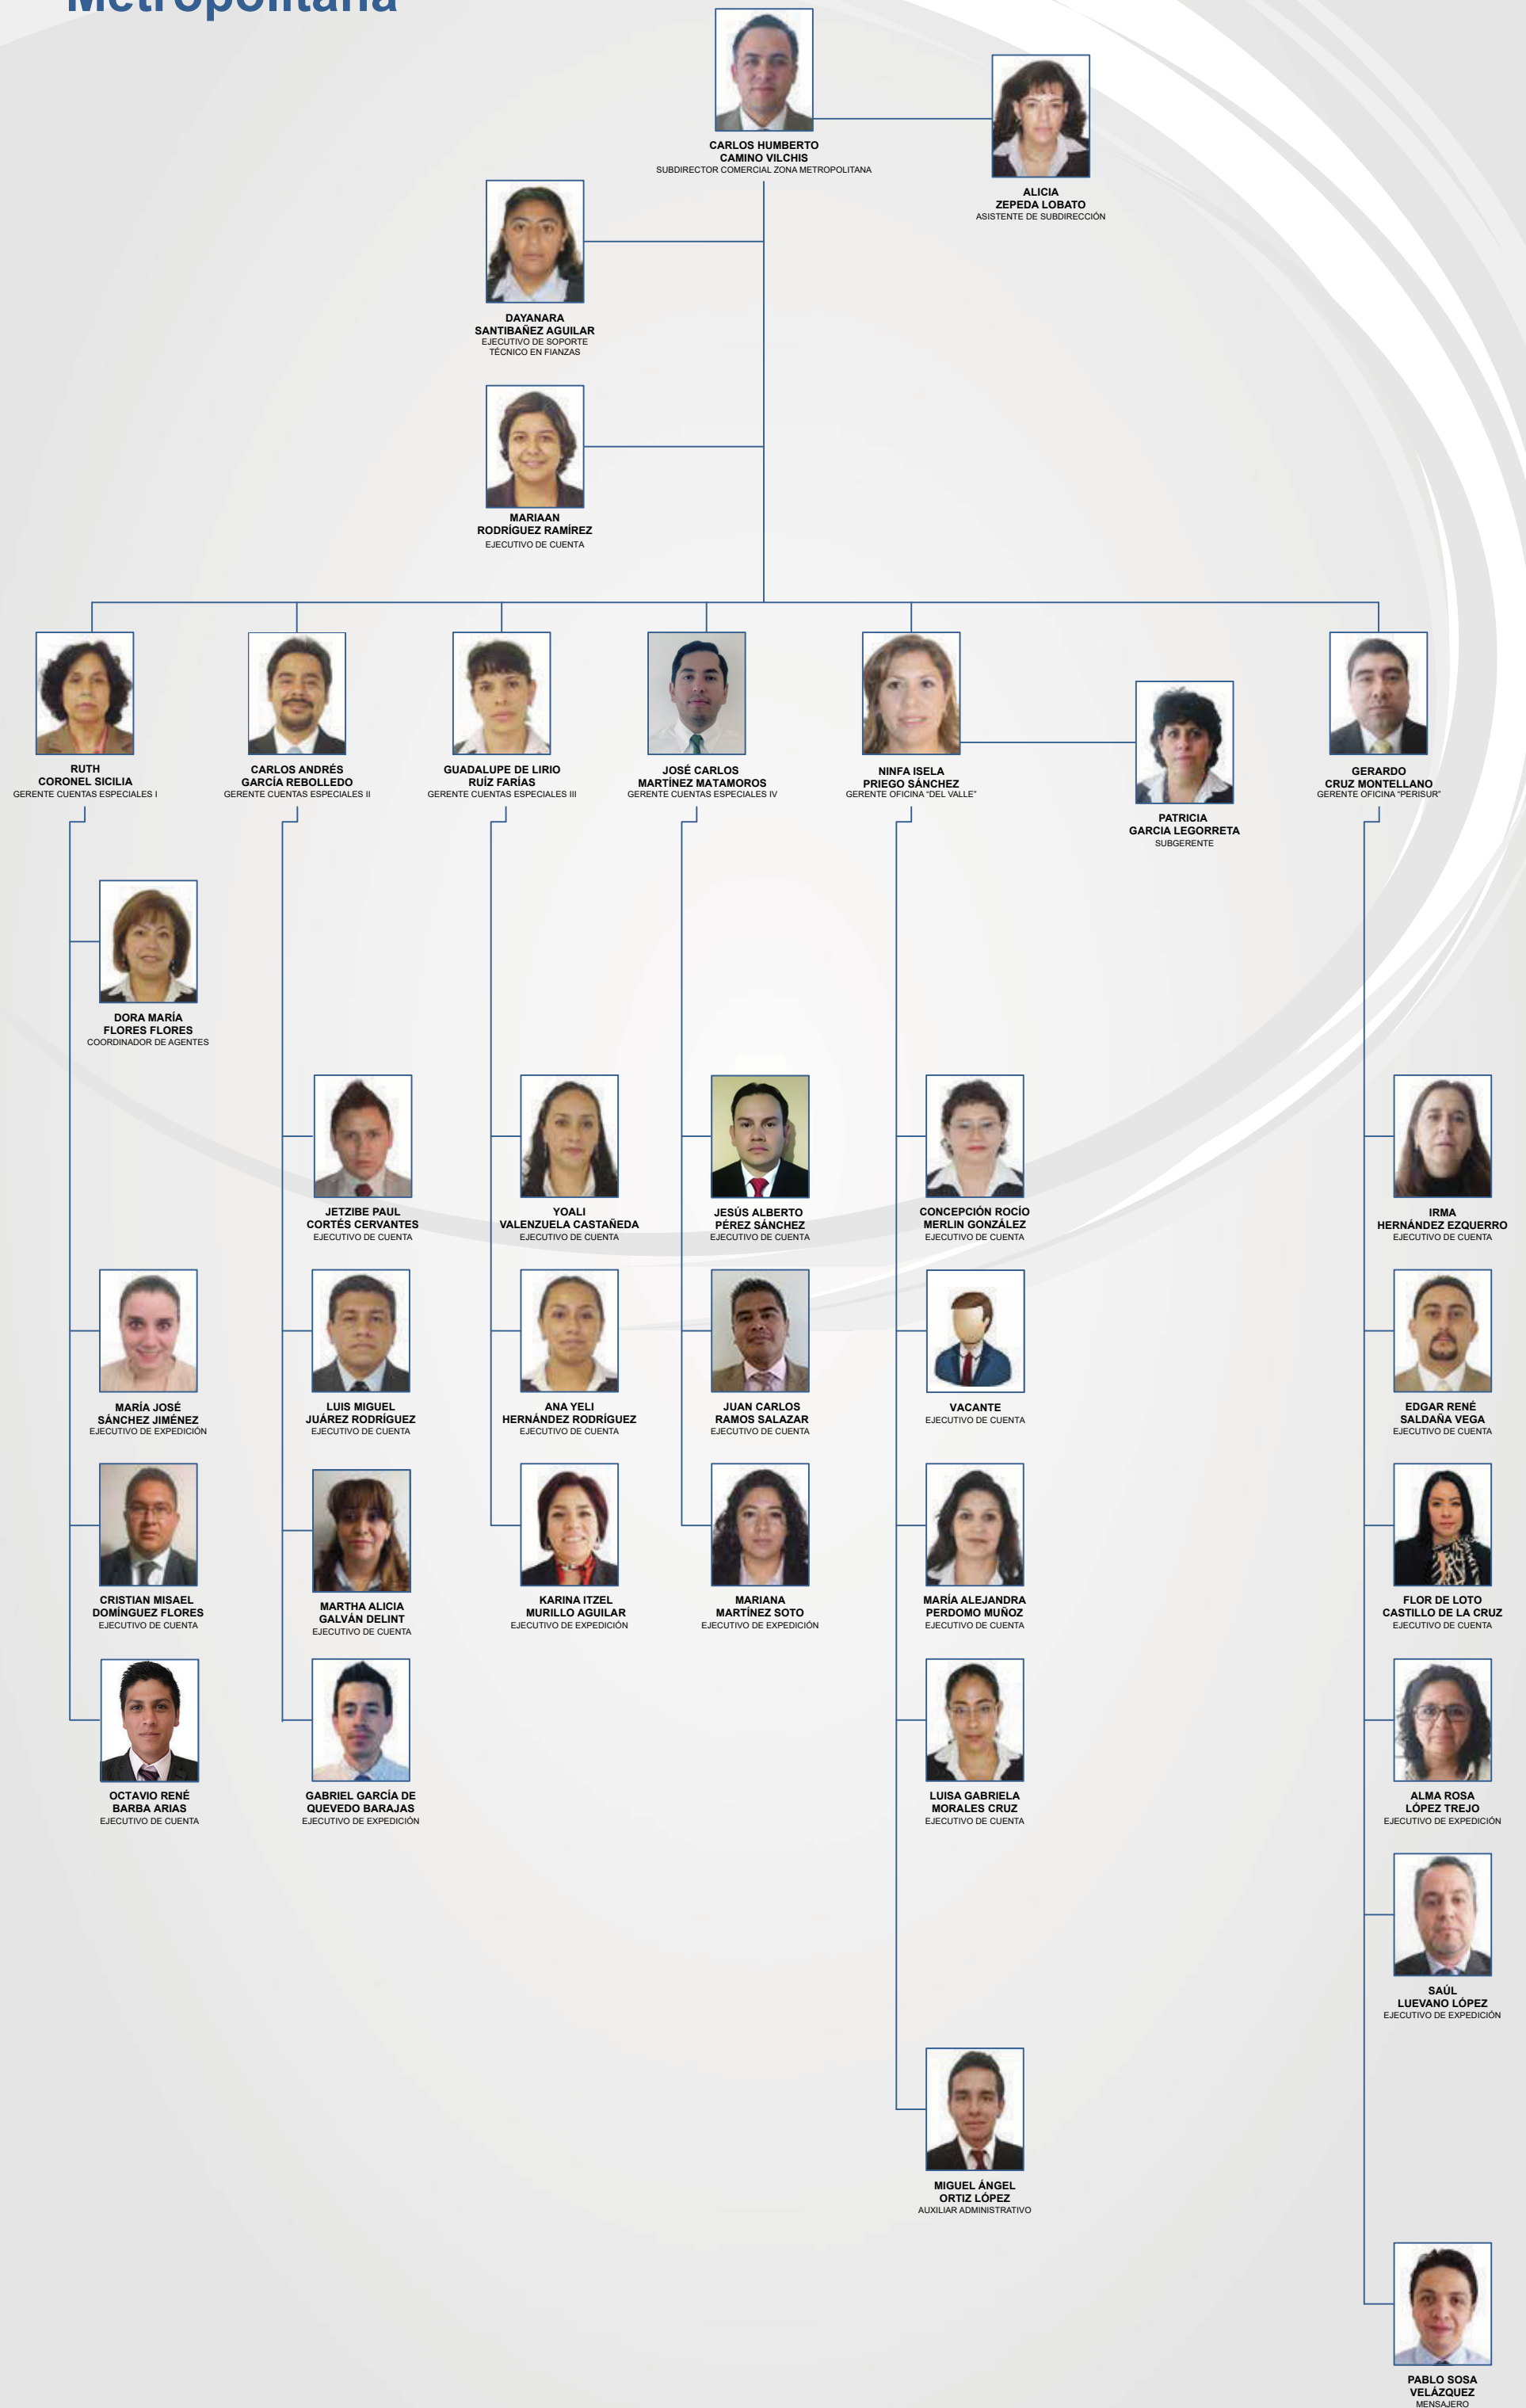 Metropolitana
CARLOS HUMBERTO
CAMINO VILCHIS
SUBDIRECTOR COMERCIAL ZONA METROPOLITANA
ALICIA
ZEPEDA LOBATO
ASISTENTE DE SUBDIRECCIÓN
DAYANARA
SANTIBAÑEZ AGUILAR
EJECUTIVO DE SOPORTE
TÉCNICO EN FIANZAS
MARIAAN
RODRÍGUEZ RAMÍREZ
EJECUTIVO DE CUENTA
RUTH
CORONEL SICILIA
GERENTE CUENTAS ESPECIALES I
CARLOS ANDRÉS
GARCÍA REBOLLEDO
GERENTE CUENTAS ESPECIALES II
GUADALUPE DE LIRIO
RUÍZ FARÍAS
GERENTE CUENTAS ESPECIALES III
JOSÉ CARLOS
MARTÍNEZ MATAMOROS
GERENTE CUENTAS ESPECIALES IV
NINFA ISELA
PRIEGO SÁNCHEZ
GERENTE OFICINA “DEL VALLE”
PATRICIA
GARCIA LEGORRETA
SUBGERENTE
GERARDO
CRUZ MONTELLANO
GERENTE OFICINA “PERISUR”
DORA MARÍA
FLORES FLORES
COORDINADOR DE AGENTES
JETZIBE PAUL
CORTÉS CERVANTES
EJECUTIVO DE CUENTA
YOALI
VALENZUELA CASTAÑEDA
EJECUTIVO DE CUENTA
JESÚS ALBERTO
PÉREZ SÁNCHEZ
EJECUTIVO DE CUENTA
CONCEPCIÓN ROCÍO
MERLIN GONZÁLEZ
EJECUTIVO DE CUENTA
IRMA
HERNÁNDEZ EZQUERRO
EJECUTIVO DE CUENTA
MARÍA JOSÉ
SÁNCHEZ JIMÉNEZ
EJECUTIVO DE EXPEDICIÓN
LUIS MIGUEL
JUÁREZ RODRÍGUEZ
EJECUTIVO DE CUENTA
ANA YELI
HERNÁNDEZ RODRÍGUEZ
EJECUTIVO DE CUENTA
JUAN CARLOS
RAMOS SALAZAR
EJECUTIVO DE CUENTA
VACANTE
EJECUTIVO DE CUENTA
EDGAR RENÉ
SALDAÑA VEGA
EJECUTIVO DE CUENTA
CRISTIAN MISAEL
DOMÍNGUEZ FLORES
EJECUTIVO DE CUENTA
MARTHA ALICIA
GALVÁN DELINT
EJECUTIVO DE CUENTA
KARINA ITZEL
MURILLO AGUILAR
EJECUTIVO DE EXPEDICIÓN
MARIANA
MARTÍNEZ SOTO
EJECUTIVO DE EXPEDICIÓN
MARÍA ALEJANDRA
PERDOMO MUÑOZ
EJECUTIVO DE CUENTA
FLOR DE LOTO
CASTILLO DE LA CRUZ
EJECUTIVO DE CUENTA
OCTAVIO RENÉ
BARBA ARIAS
EJECUTIVO DE CUENTA
GABRIEL GARCÍA DE
QUEVEDO BARAJAS
EJECUTIVO DE EXPEDICIÓN
LUISA GABRIELA
MORALES CRUZ
EJECUTIVO DE CUENTA
ALMA ROSA
LÓPEZ TREJO
EJECUTIVO DE EXPEDICIÓN
SAÚL
LUEVANO LÓPEZ
EJECUTIVO DE EXPEDICIÓN
MIGUEL ÁNGEL
ORTIZ LÓPEZ
AUXILIAR ADMINISTRATIVO
PABLO SOSA
VELÁZQUEZ
MENSAJERO